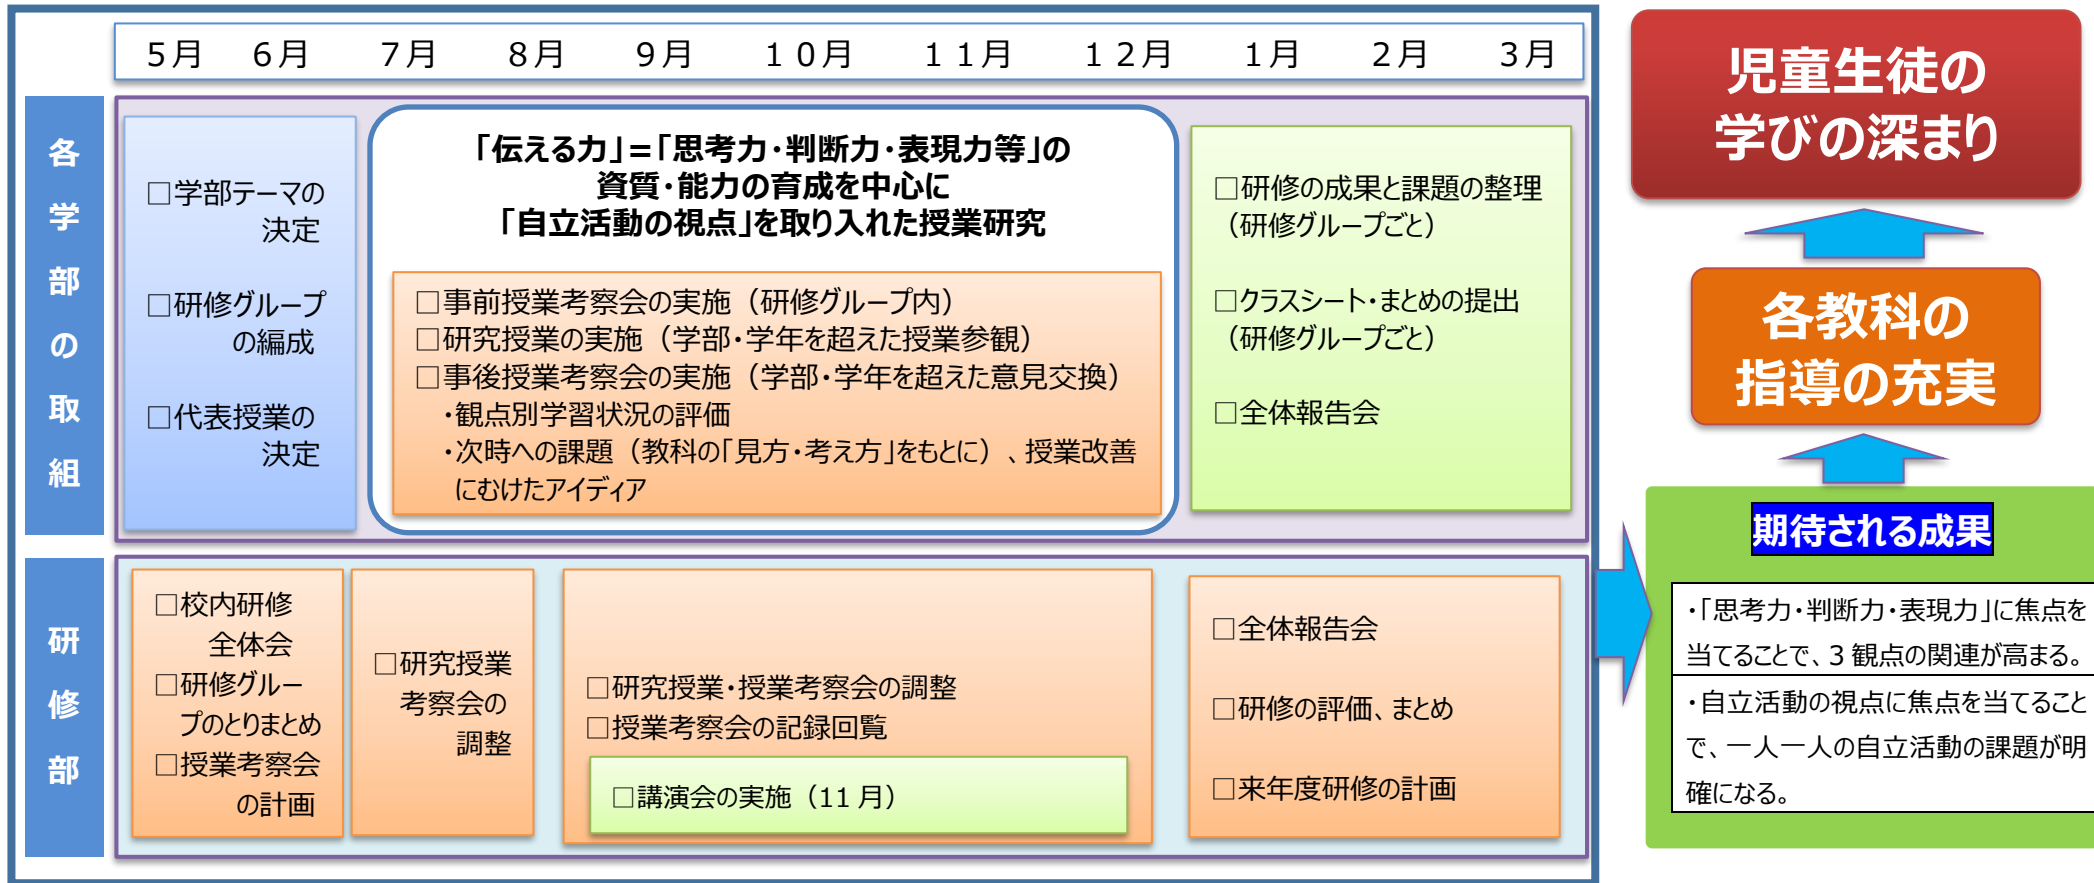 5月 6月 7月 8月 9月 10月 11月 12月 1月 2月 3月
各学部の取組
□学部テーマの
決定
□研修グループ
の編成
□代表授業の
決定
「伝える力」=「思考力・判断力・表現力等」の
資質・能力の育成を中心に
「自立活動の視点」を取り入れた授業研究
□事前授業考察会の実施（研修グループ内）
□研究授業の実施（学部・学年を超えた授業参観）
□事後授業考察会の実施（学部・学年を超えた意見交換）
・観点別学習状況の評価
・次時への課題（教科の「見方・考え方」をもとに）、授業改善
にむけたアイディア
□研修の成果と課題の整理
（研修グループごと）
□クラスシート・まとめの提出
（研修グループごと）
□全体報告会
研修部
□校内研修
全体会
□研修グルー
プのとりまとめ
□授業考察会
の計画
□研究授業
考察会の
調整
□研究授業・授業考察会の調整
□授業考察会の記録回覧
□講演会の実施（11月）
□全体報告会
□研修の評価、まとめ
□来年度研修の計画
児童生徒の
学びの深まり
各教科の
指導の充実
期待される成果
・「思考力・判断力・表現力」に焦点を
当てることで、3観点の関連が高まる。
・自立活動の視点に焦点を当てること
で、一人一人の自立活動の課題が明
確になる。